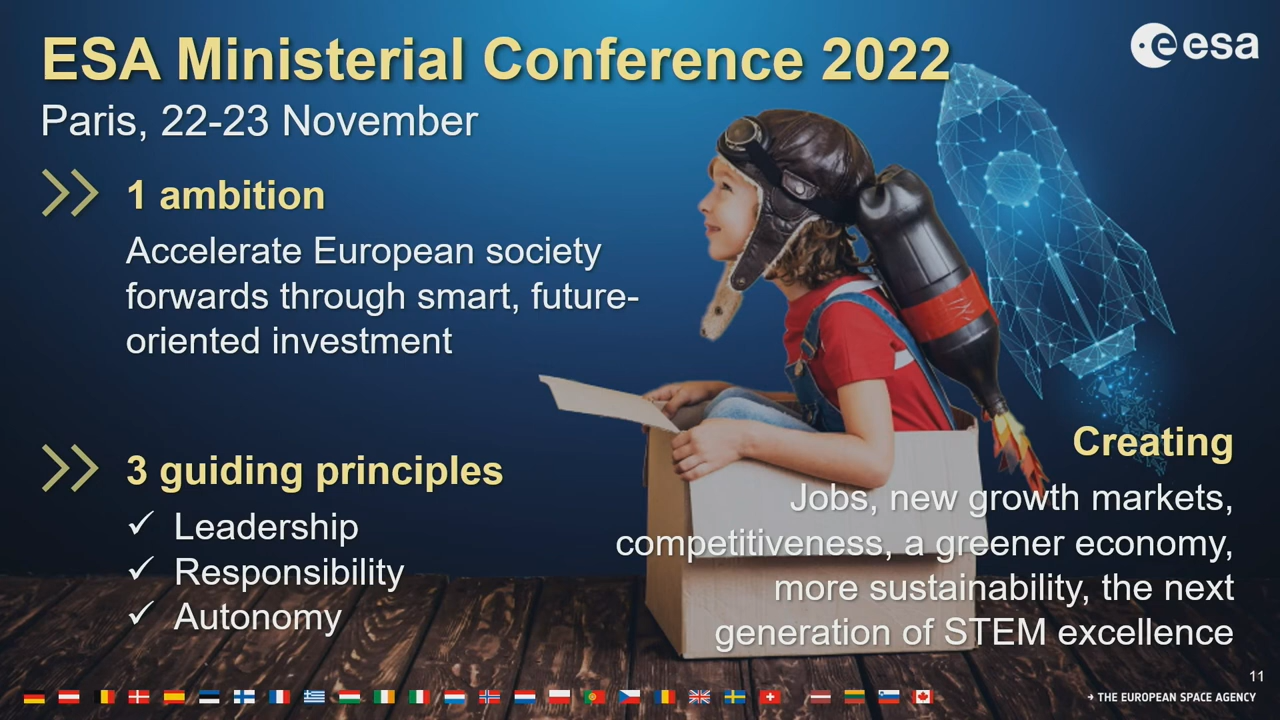 ESA Ministerial Conference 2022
esa
Paris, 22-23 November
1 ambition
Accelerate European society
forwards through smart, future-
oriented investment
3 guiding principles
Leadership
Responsibility
Autonomy
Creating
Jobs, new growth markets,
competitiveness, a greener economy,
more sustainability, the next
generation of STEM excellence
11
→ THE EUROPEAN SPACE AGENCY